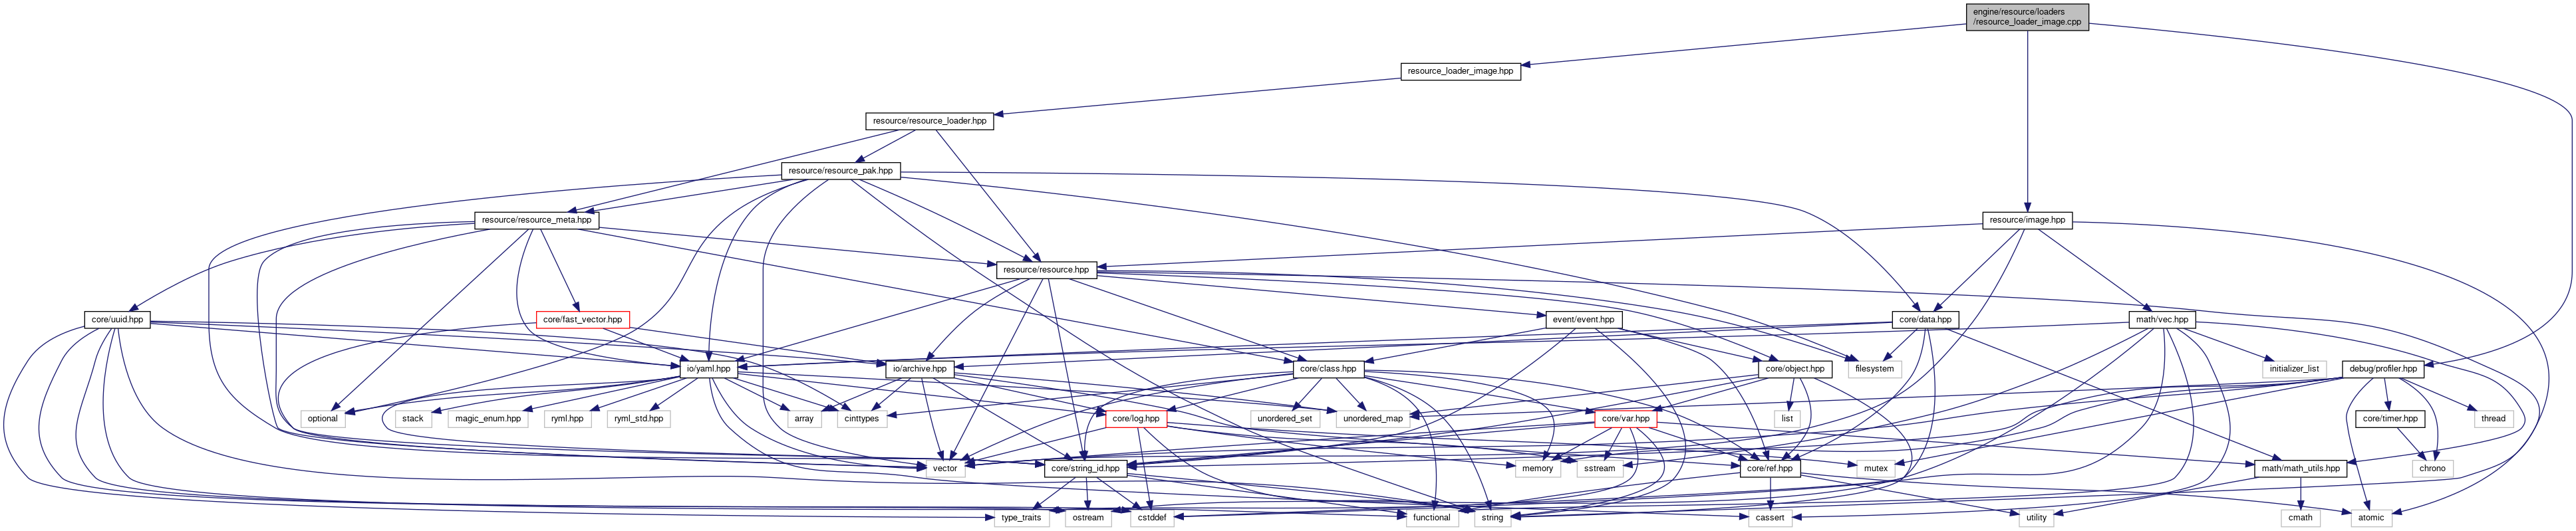 engine/resource/loaders
/resource_loader_image.cpp
resource_loader_image.hpp
resource/resource_loader.hpp
resource/resource_pak.hpp
resource/resource_meta.hpp
resource/image.hpp
resource/resource.hpp
core/uuid.hpp
core/fast_vector.hpp
event/event.hpp
core/data.hpp
math/vec.hpp
io/yaml.hpp
io/archive.hpp
core/class.hpp
core/object.hpp
filesystem
initializer_list
debug/profiler.hpp
optional
stack
magic_enum.hpp
ryml.hpp
ryml_std.hpp
array
cinttypes
core/log.hpp
unordered_set
unordered_map
core/var.hpp
list
core/timer.hpp
thread
vector
core/string_id.hpp
memory
sstream
core/ref.hpp
mutex
math/math_utils.hpp
chrono
type_traits
ostream
cstddef
functional
string
cassert
utility
cmath
atomic